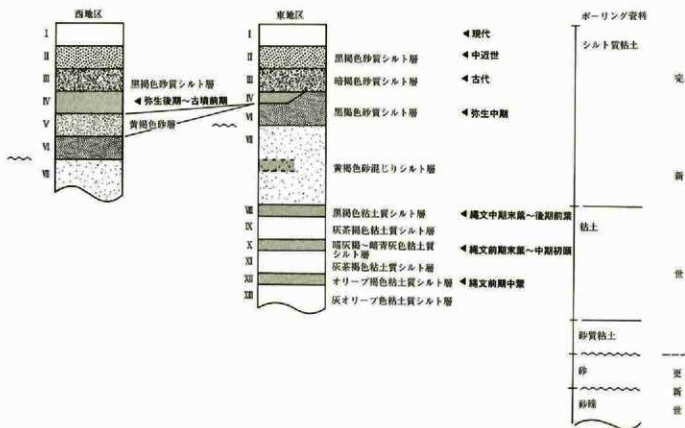 西地区
I
II
III
IV
V
VI
VII
黒褐色砂質シルト層
◀弥生後期～古墳前期
黄褐色砂層
東地区
I
II
III
IV
VI
VII
VIII
IX
X
XI
XII
XIII
◀現代
黒褐色砂質シルト層
◀中近世
暗褐色砂質シルト層
◀古代
黒褐色砂質シルト層
◀弥生中期
黄褐色砂混じりシルト層
黒褐色粘土質シルト層
◀縄文中期末葉～後期前葉
灰茶褐色粘土質シルト層
暗灰褐～暗青灰色粘土質
シルト層
◀縄文前期末葉～中期初頭
灰茶褐色粘土質シルト層
オリーブ褐色粘土質シルト層
◀縄文前期中葉
灰オリーブ色粘土質シルト層
ボーリング資料
シルト質粘土
粘土
砂質粘土
砂
砂礫
完
新
世
更
新
世